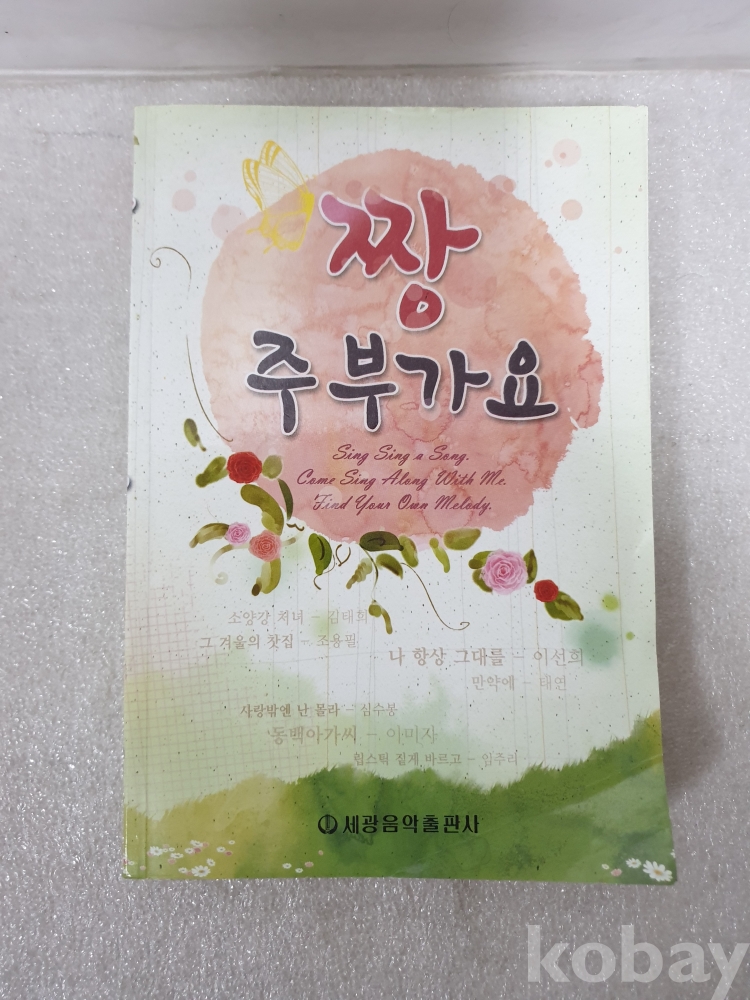 짱
주부가요
Sing Sing a Song.
Come Sing Along With Me.
Find Your Own Melody.
소양강 처녀 - 김태희
그 겨울의 찻집 - 조용필
나 항상 그대를 - 이선희
만약에 - 태연
사랑밖엔 난 몰라 - 심수봉
동백아가씨 - 이미자
립스틱 짙게 바르고 - 임주리
세광음악출판사
kobay